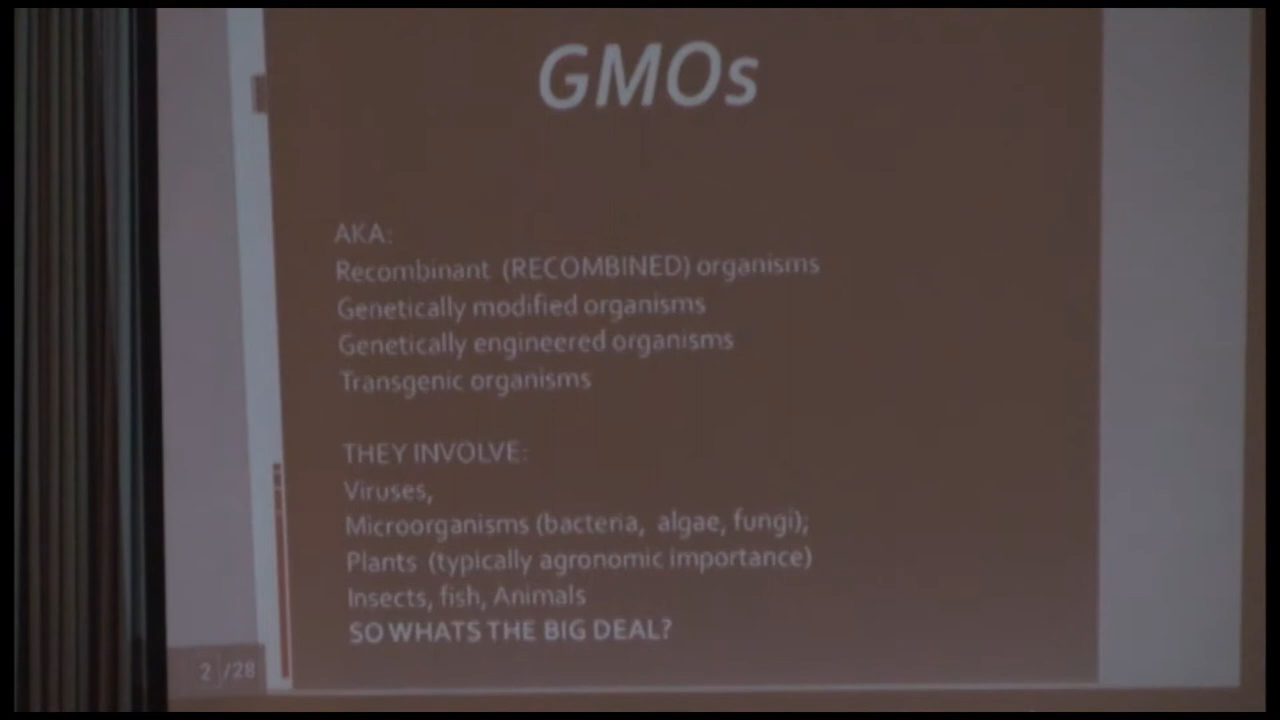 GMOs
AKA:
Recombinant (RECOMBINED) organisms
Genetically modified organisms
Genetically engineered organisms
Transgenic organisms
THEY INVOLVE:
Viruses,
Microorganisms (bacteria, algae, fungi);
Plants (typically agronomic importance)
Insects, fish, Animals
SO WHATS THE BIG DEAL?
2 /28